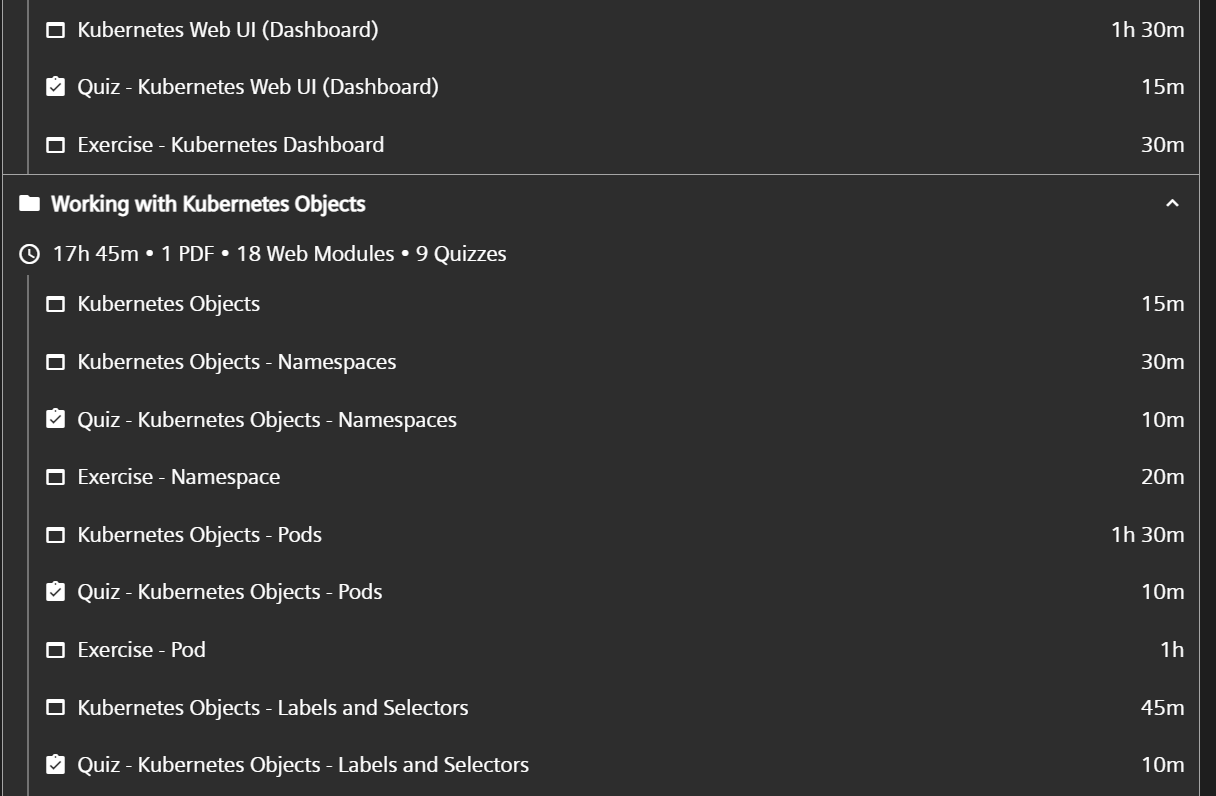 Kubernetes Web UI (Dashboard) 1h 30m
Quiz - Kubernetes Web UI (Dashboard) 15m
Exercise - Kubernetes Dashboard 30m
Working with Kubernetes Objects
17h 45m • 1 PDF • 18 Web Modules • 9 Quizzes
Kubernetes Objects 15m
Kubernetes Objects - Namespaces 30m
Quiz - Kubernetes Objects - Namespaces 10m
Exercise - Namespace 20m
Kubernetes Objects - Pods 1h 30m
Quiz - Kubernetes Objects - Pods 10m
Exercise - Pod 1h
Kubernetes Objects - Labels and Selectors 45m
Quiz - Kubernetes Objects - Labels and Selectors 10m